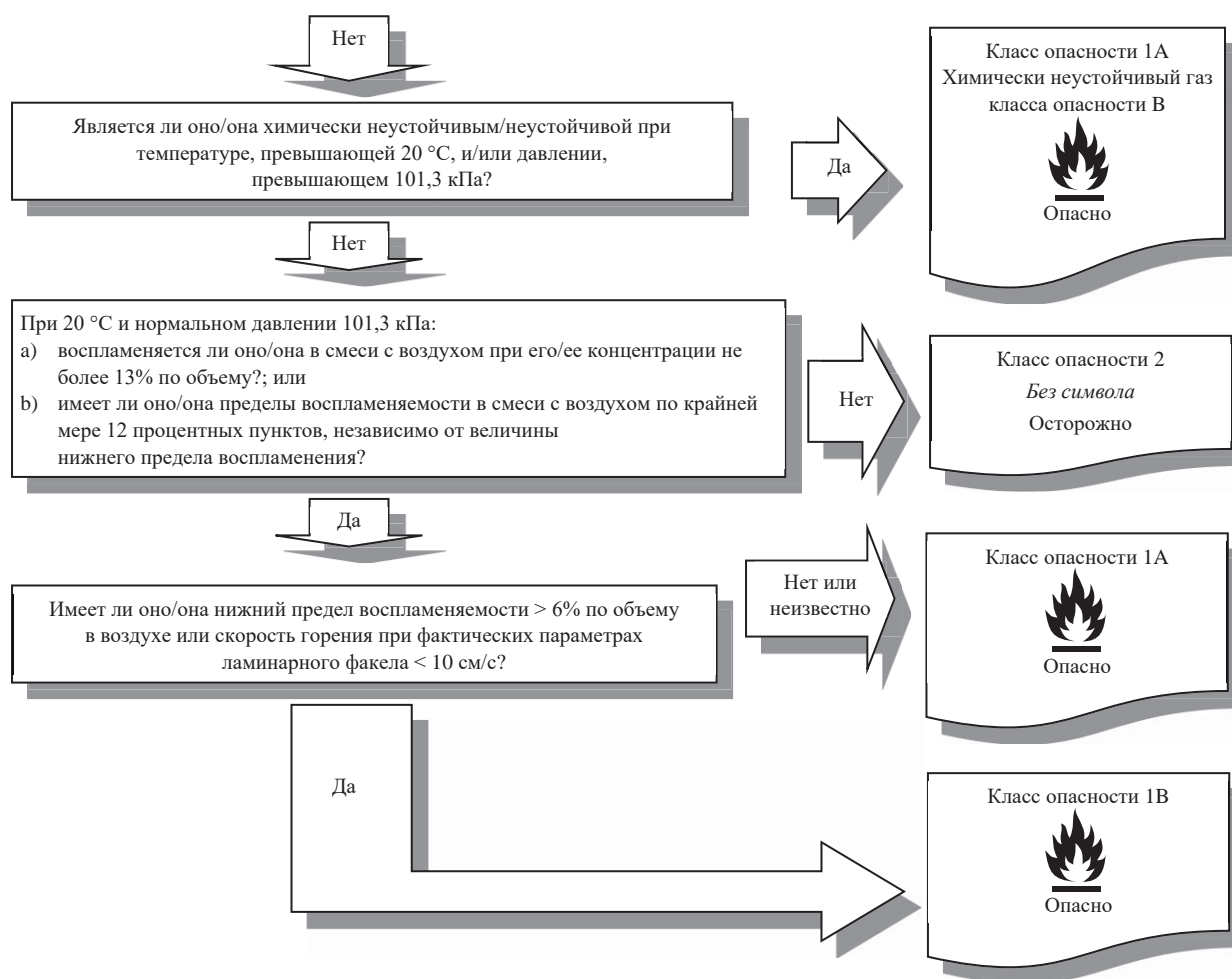 Нет
Класс опасности 1A
Химически неустойчивый газ
класса опасности B
Опасно
Является ли оно/она химически неустойчивым/неустойчивой при
температуре, превышающей 20 °C, и/или давлении,
превышающем 101,3 кПа?
Да
Нет
При 20 °C и нормальном давлении 101,3 кПа:
a) воспламеняется ли оно/она в смеси с воздухом при его/ее концентрации не
более 13% по объему?; или
b) имеет ли оно/она пределы воспламеняемости в смеси с воздухом по крайней
мере 12 процентных пунктов, независимо от величины
нижнего предела воспламенения?
Нет
Класс опасности 2
Без символа
Осторожно
Да
Имеет ли оно/она нижний предел воспламеняемости > 6% по объему
в воздухе или скорость горения при фактических параметрах
ламинарного факела < 10 см/с?
Нет или
неизвестно
Класс опасности 1A
Опасно
Да
Класс опасности 1B
Опасно